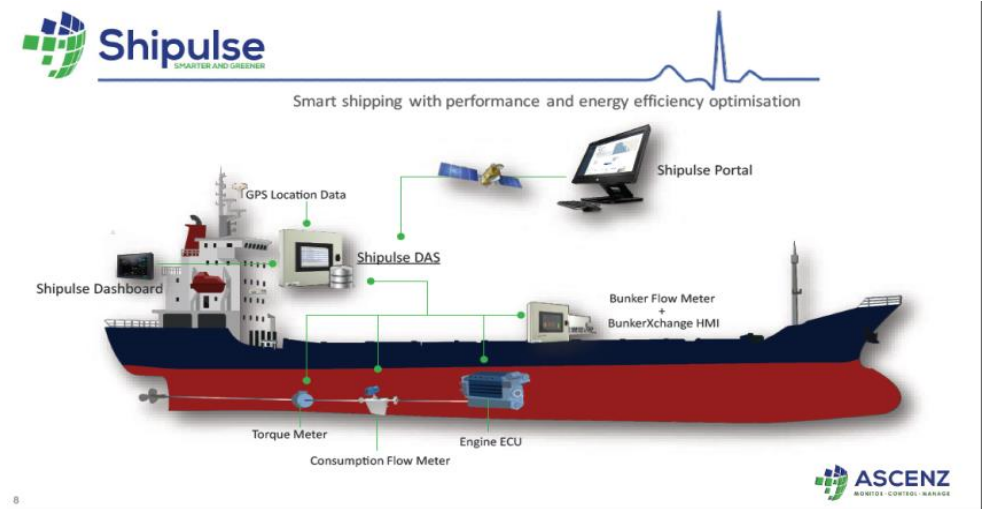 Shipulse
SMARTER AND GREENER
Smart shipping with performance and energy efficiency optimisation
Shipulse Portal
GPS Location Data
Shipulse DAS
Shipulse Dashboard
Bunker Flow Meter
+
BunkerXchange HMI
Torque Meter
Engine ECU
Consumption Flow Meter
ASCENZ
MONITOR · CONTROL · MANAGE
8